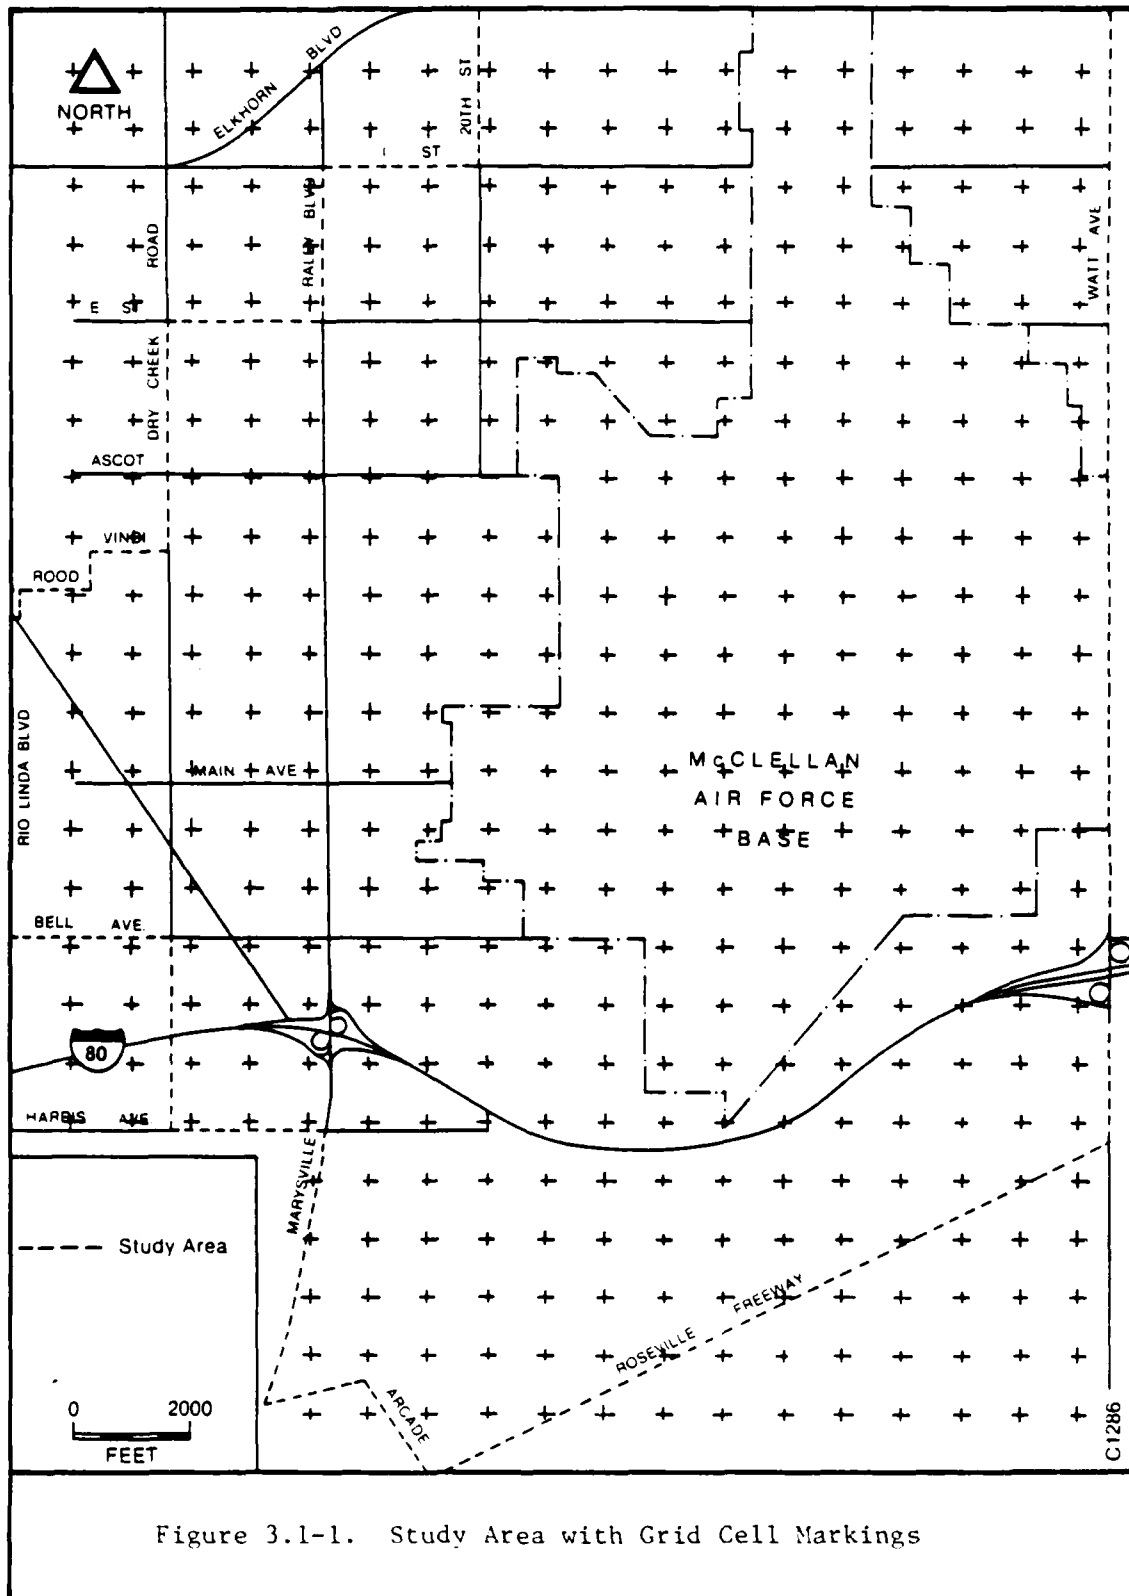 NORTH
ELKHORN BLVD
20TH ST
ST
RALEY BLVD
WATT AVE
DRY CREEK ROAD
E ST
ASCOT
VINCI
ROOD
RIO LINDA BLVD
MAIN AVE
McCLELLAN
AIR FORCE
BASE
BELL AVE.
80
HARRIS AVE
MARYSVILLE
Study Area
ROSEVILLE FREEWAY
ARCADE
0 2000
FEET
C1286
Figure 3.1-1. Study Area with Grid Cell Markings